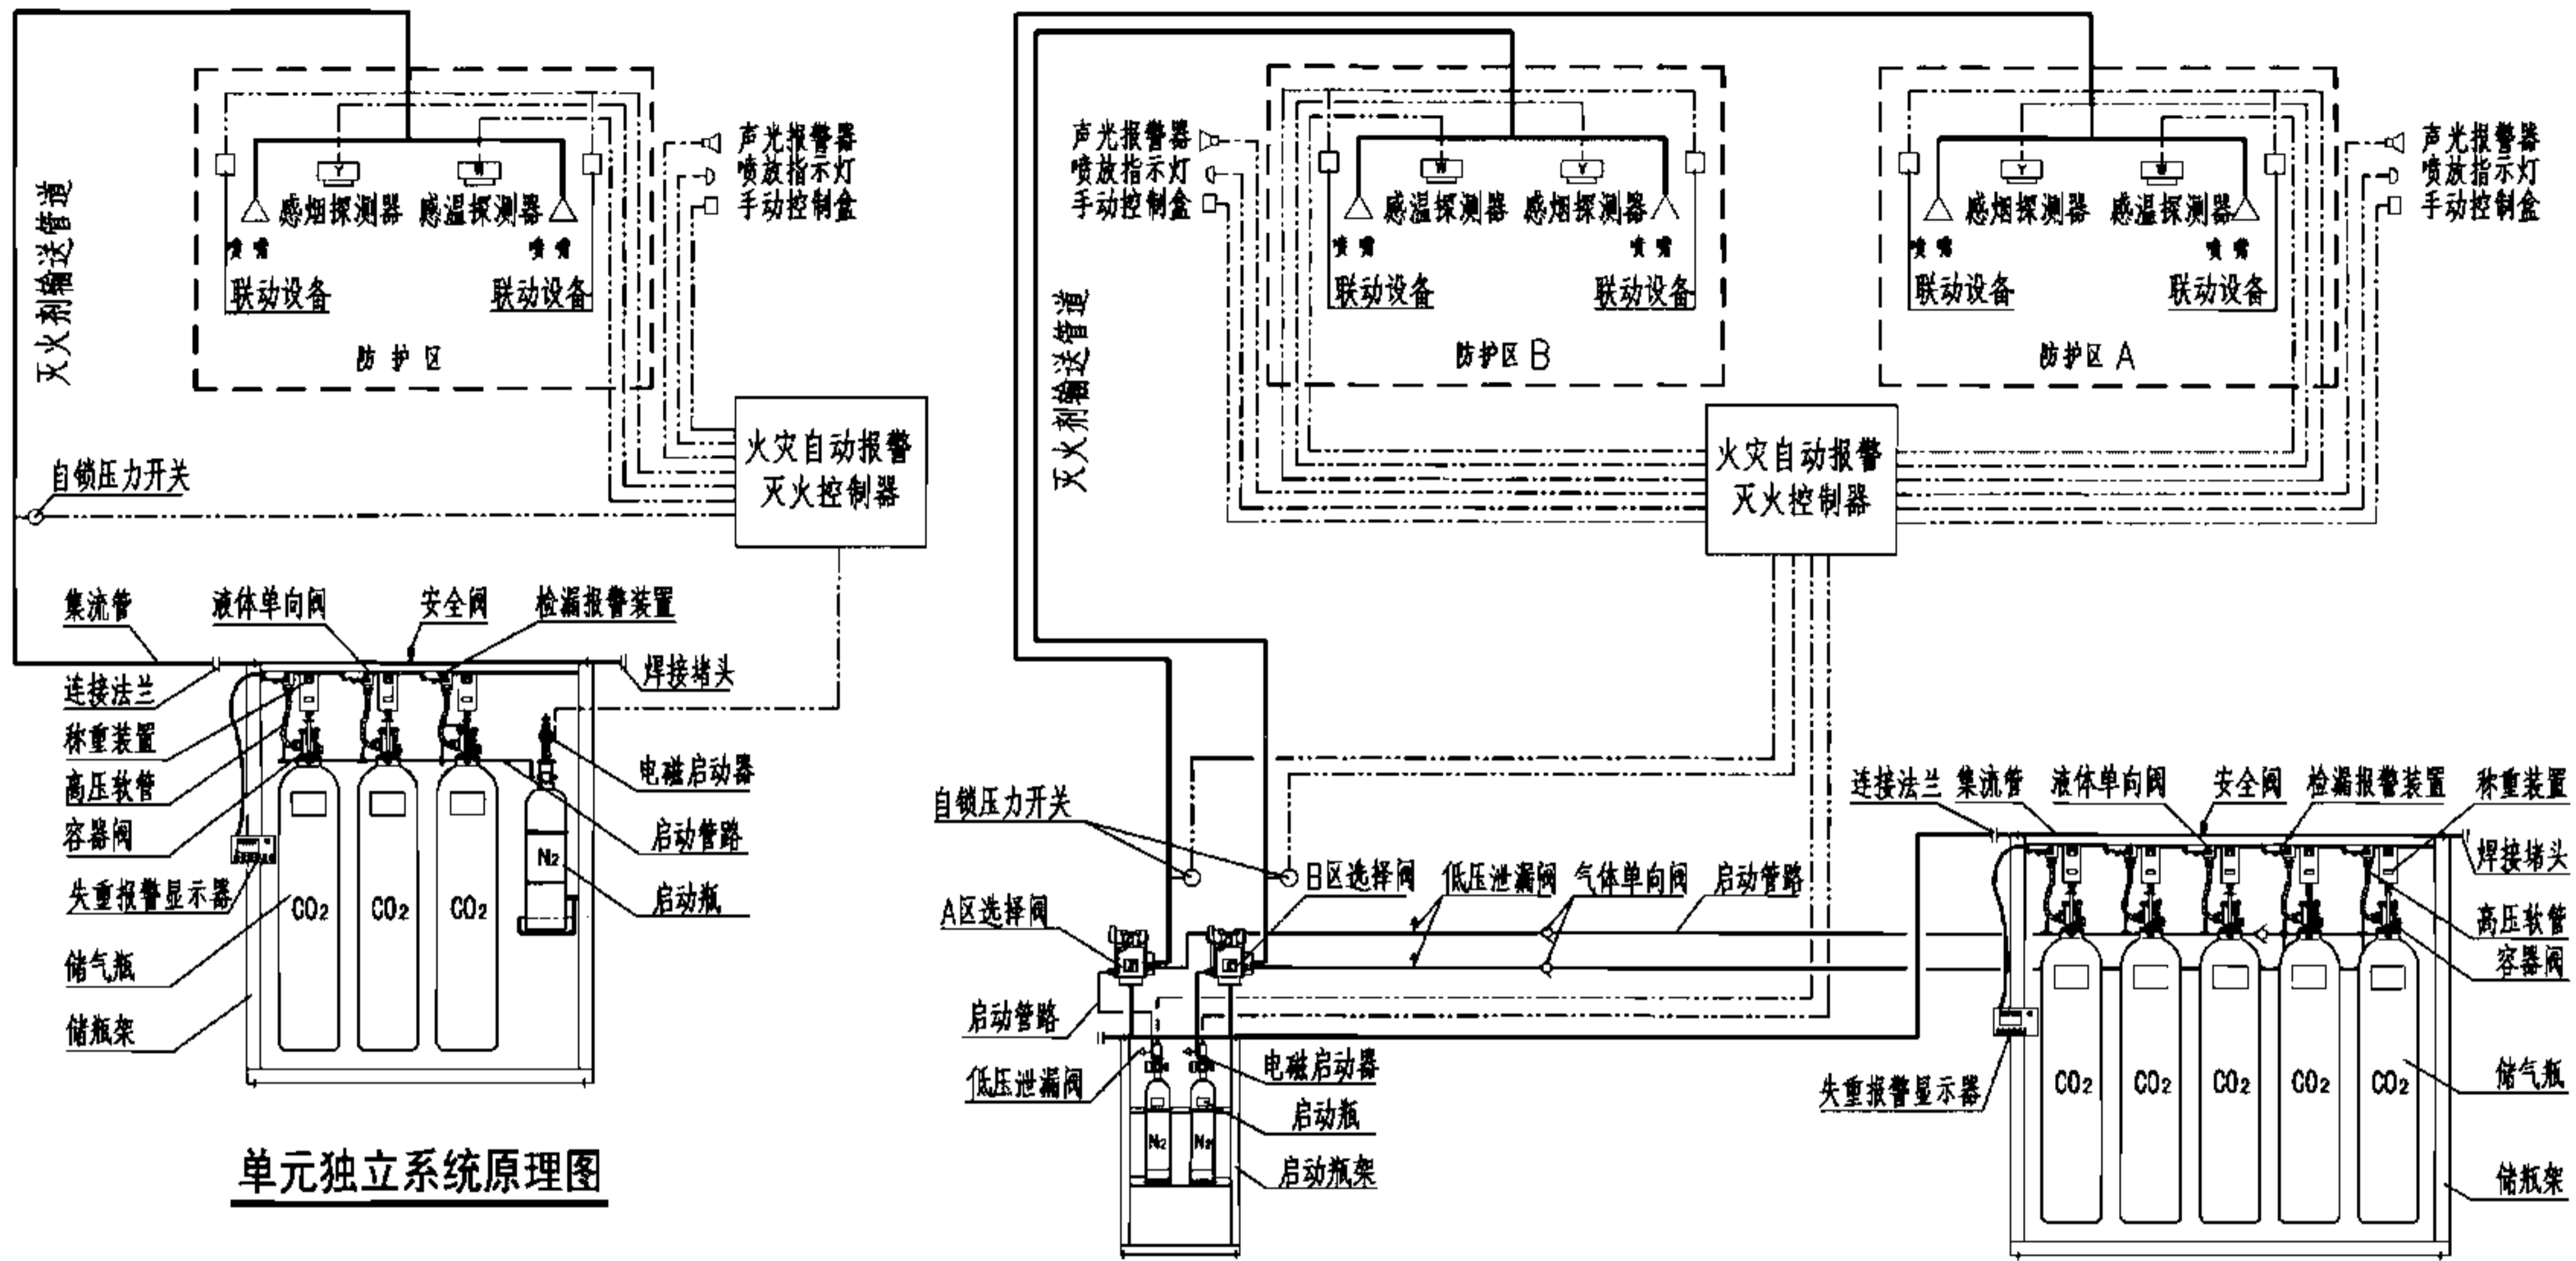 灭火剂输送管道
声光报警器
喷放指示灯
手动控制盒
感烟探测器
感温探测器
喷嘴
喷嘴
联动设备
联动设备
防护区
火灾自动报警
灭火控制器
自锁压力开关
集流管
液体单向阀
安全阀
检漏报警装置
连接法兰
焊接堵头
称重装置
高压软管
容器阀
失重报警显示器
储气瓶
储瓶架
电磁启动器
启动管路
启动瓶
CO2
CO2
CO2
N2
单元独立系统原理图
灭火剂输送管道
声光报警器
喷放指示灯
手动控制盒
W
Y
感温探测器
感烟探测器
喷嘴
喷嘴
联动设备
联动设备
防护区 B
Y
W
感烟探测器
感温探测器
喷嘴
喷嘴
联动设备
联动设备
防护区 A
声光报警器
喷放指示灯
手动控制盒
火灾自动报警
灭火控制器
自锁压力开关
A区选择阀
B区选择阀
低压泄漏阀
气体单向阀
启动管路
启动管路
低压泄漏阀
电磁启动器
启动瓶
启动瓶架
N2
N2
连接法兰
集流管
液体单向阀
安全阀
检漏报警装置
称重装置
焊接堵头
高压软管
容器阀
失重报警显示器
储气瓶
储瓶架
CO2
CO2
CO2
CO2
CO2